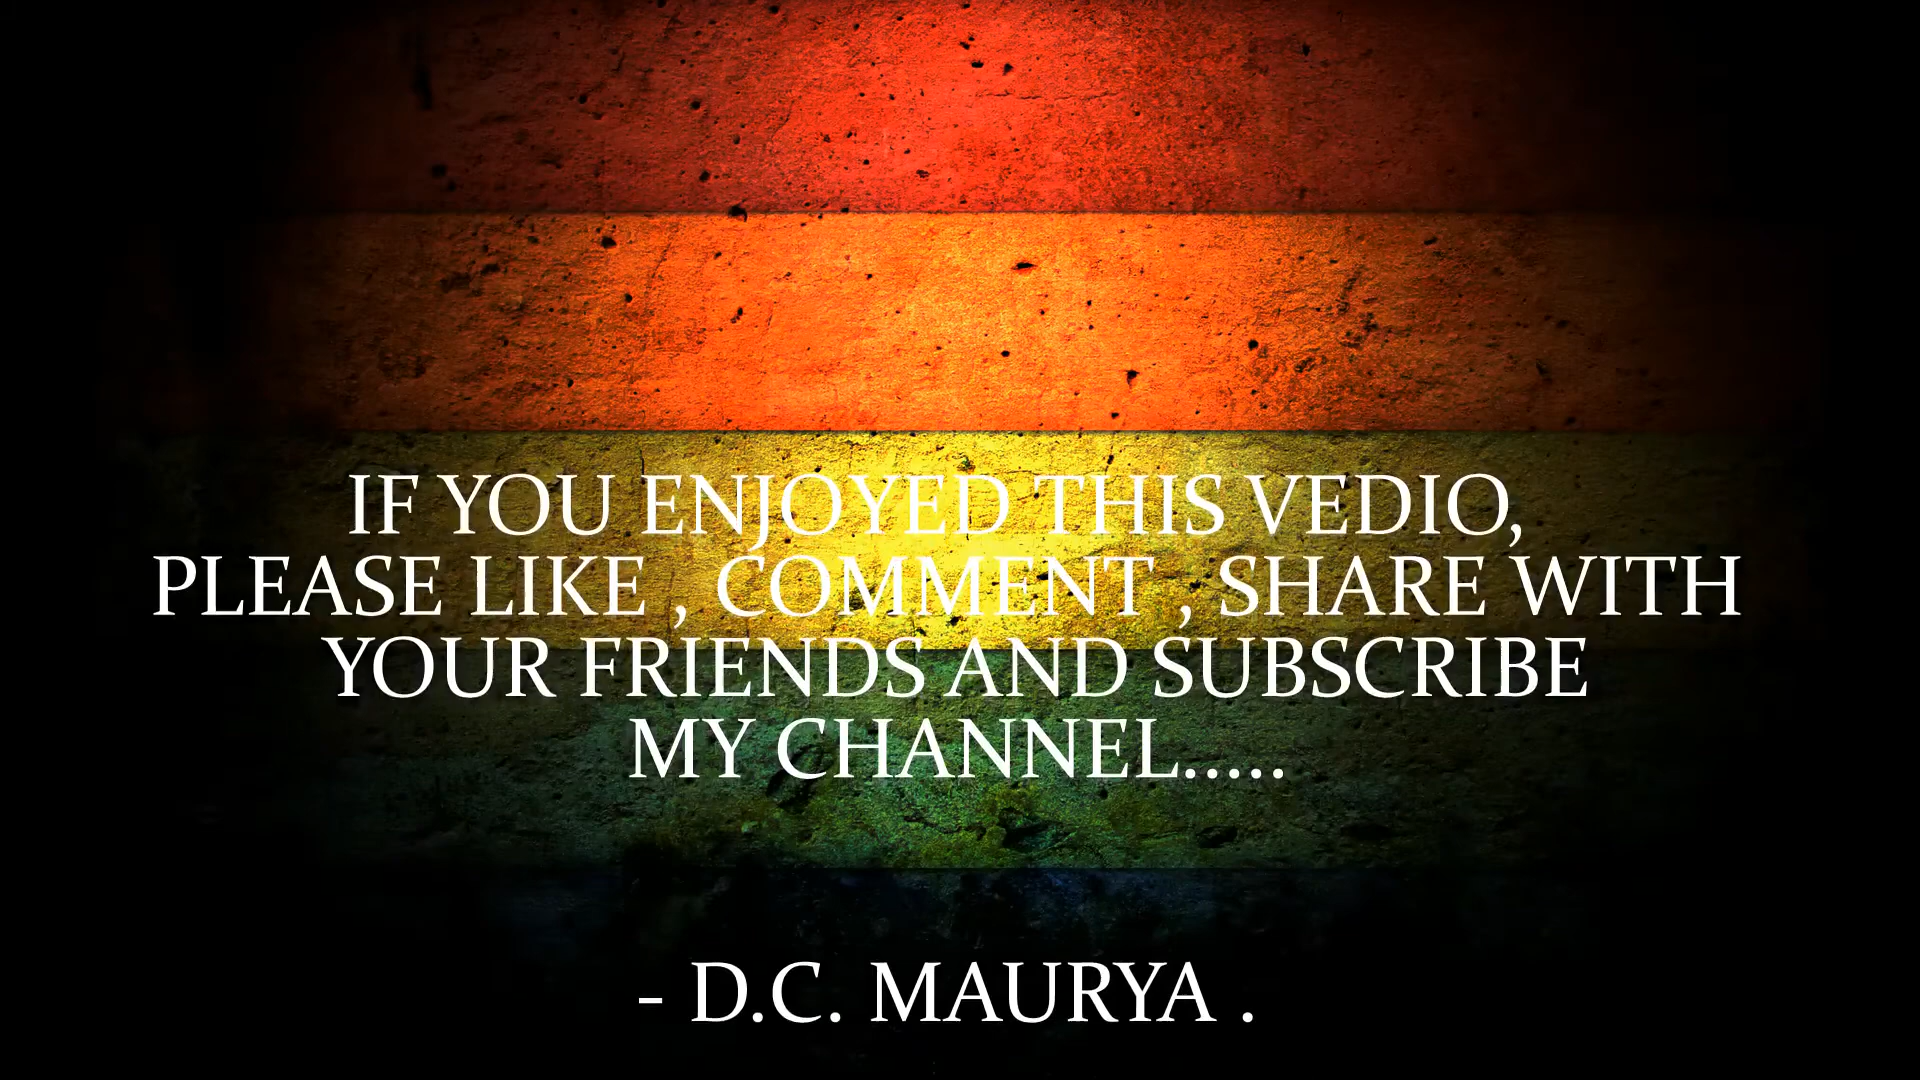 IF YOU ENJOYED THIS VEDIO,
PLEASE LIKE , COMMENT , SHARE WITH
YOUR FRIENDS AND SUBSCRIBE
MY CHANNEL.....
- D.C. MAURYA .